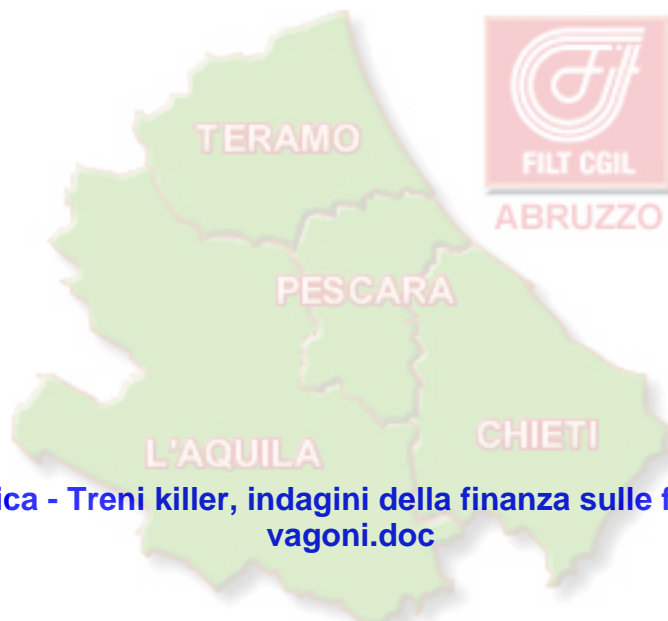 TERAMO
FILT CGIL
ABRUZZO
PESCARA
L'AQUILA
CHIETI
ica - Treni killer, indagini della finanza sulle
vagoni.doc